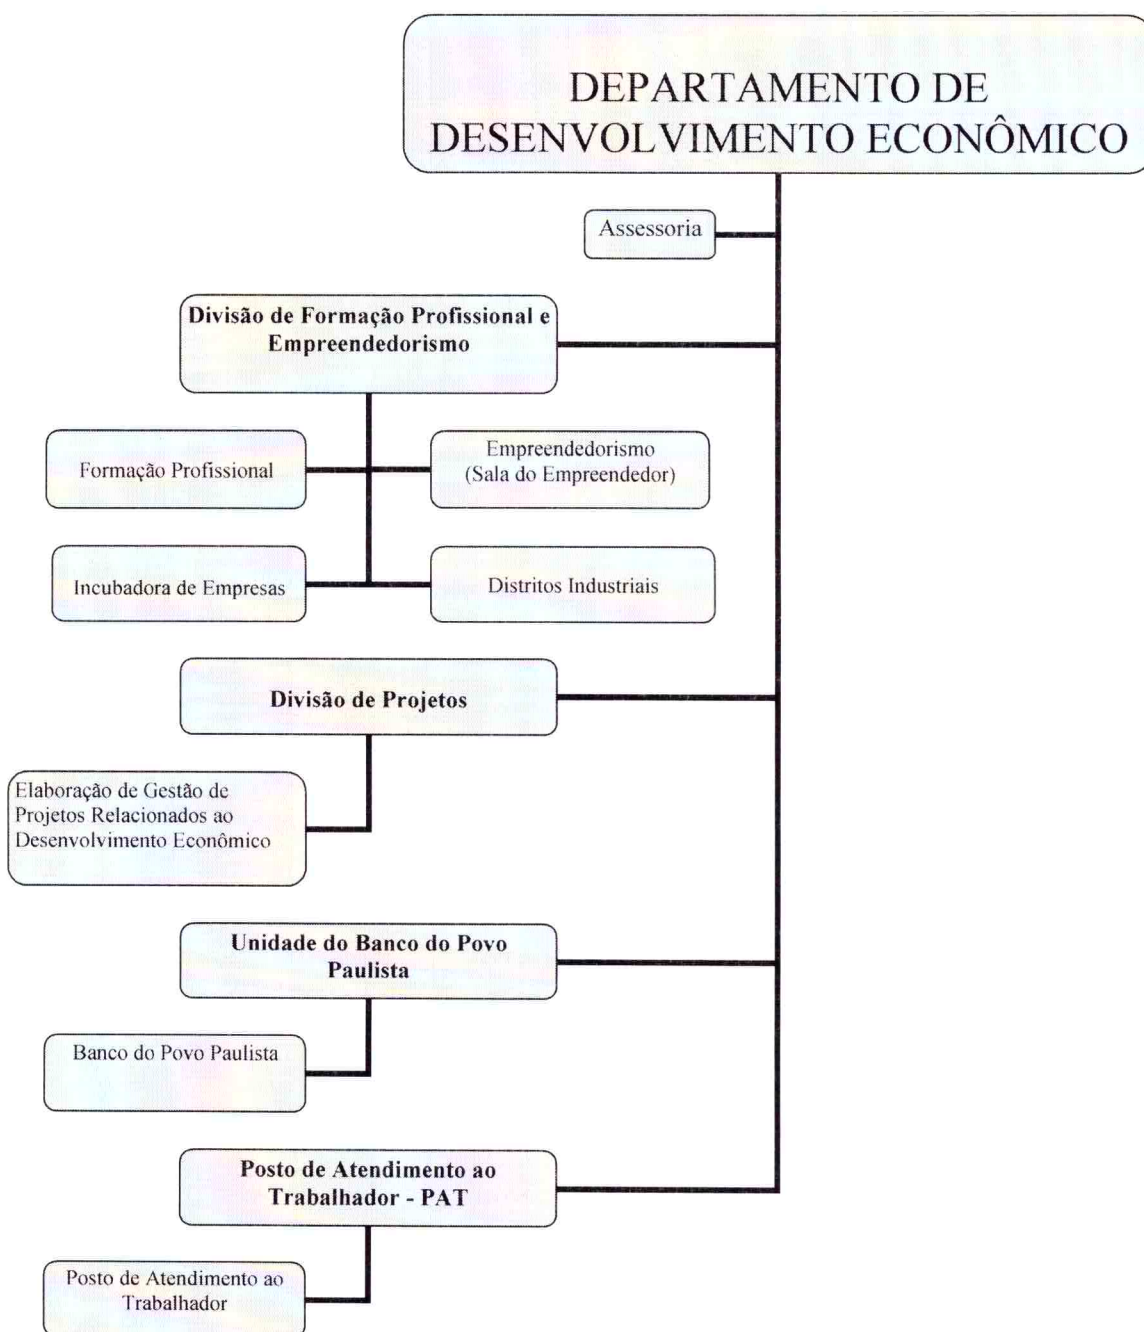 DEPARTAMENTO DE
DESENVOLVIMENTO ECONÔMICO
Assessoria
Divisão de Formação Profissional e
Empreendedorismo
Formação Profissional
Empreendedorismo
(Sala do Empreendedor)
Incubadora de Empresas
Distritos Industriais
Divisão de Projetos
Elaboração de Gestão de
Projetos Relacionados ao
Desenvolvimento Econômico
Unidade do Banco do Povo
Paulista
Banco do Povo Paulista
Posto de Atendimento ao
Trabalhador - PAT
Posto de Atendimento ao
Trabalhador